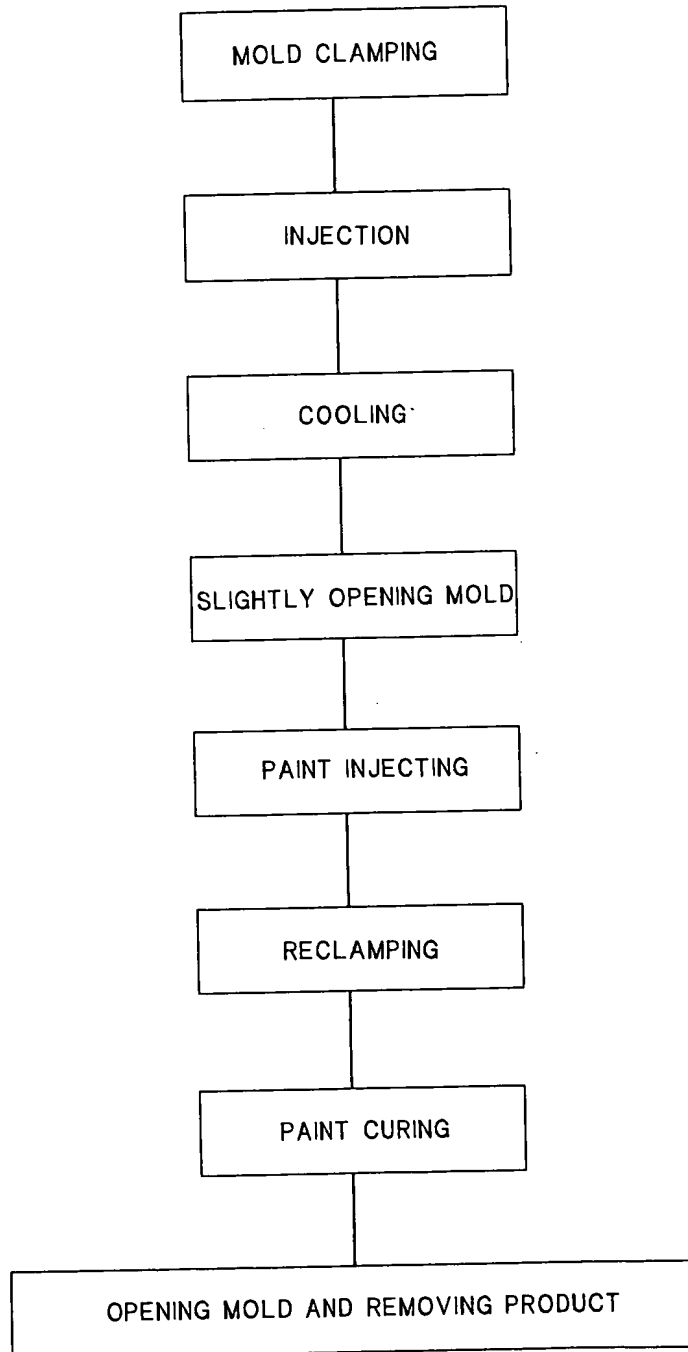 MOLD CLAMPING
INJECTION
COOLING
SLIGHTLY OPENING MOLD
PAINT INJECTING
RECLAMPING
PAINT CURING
OPENING MOLD AND REMOVING PRODUCT